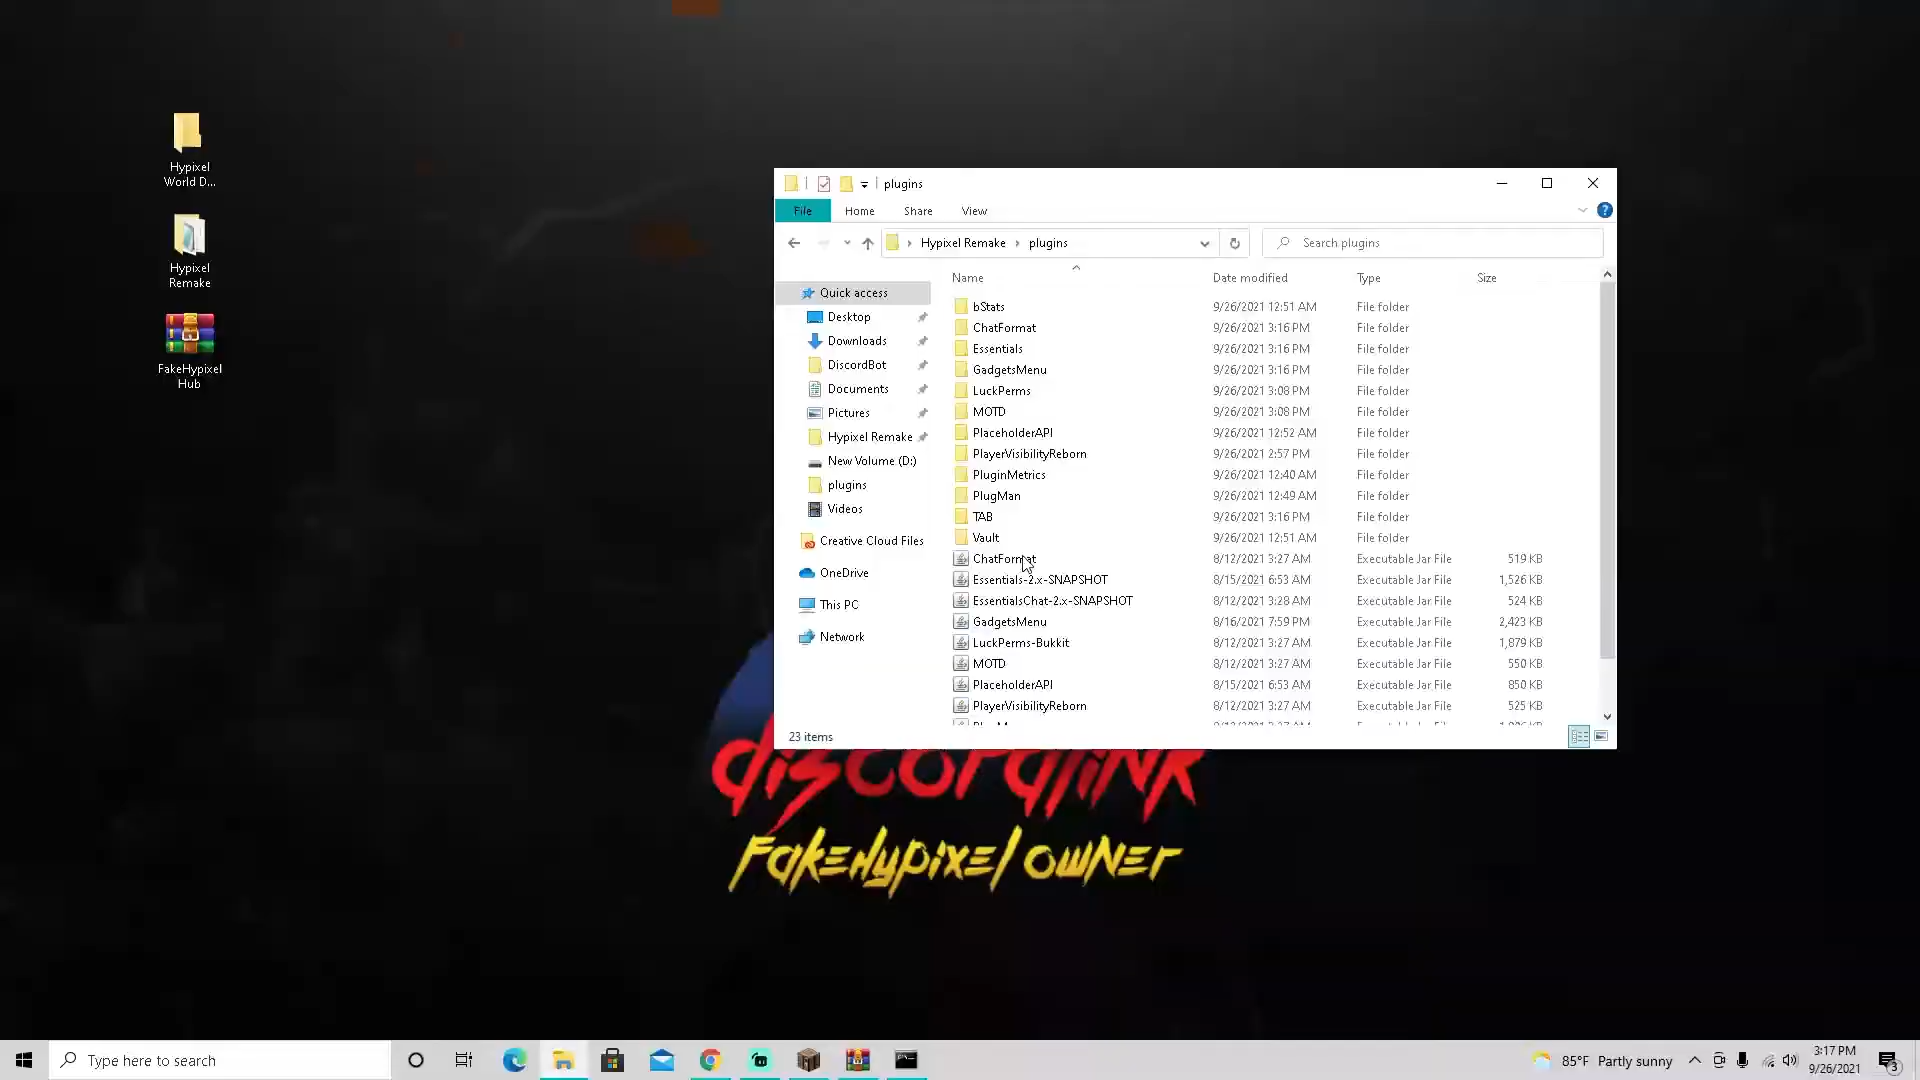 Hypixel
World D...
Hypixel
Remake
FakeHypixel
Hub
plugins
File
Home
Share
View
Hypixel Remake
plugins
Search plugins
Name
Date modified
Type
Size
Quick access
Desktop
Downloads
DiscordBot
Documents
Pictures
Hypixel Remake
New Volume (D:)
plugins
Videos
Creative Cloud Files
OneDrive
This PC
Network
bStats 9/26/2021 12:51 AM File folder
ChatFormat 9/26/2021 3:16 PM File folder
Essentials 9/26/2021 3:16 PM File folder
GadgetsMenu 9/26/2021 3:16 PM File folder
LuckPerms 9/26/2021 3:08 PM File folder
MOTD 9/26/2021 3:08 PM File folder
PlaceholderAPI 9/26/2021 12:52 AM File folder
PlayerVisibilityReborn 9/26/2021 2:57 PM File folder
PluginMetrics 9/26/2021 12:40 AM File folder
PlugMan 9/26/2021 12:49 AM File folder
TAB 9/26/2021 3:16 PM File folder
Vault 9/26/2021 12:51 AM File folder
ChatFormat 8/12/2021 3:27 AM Executable Jar File 519 KB
Essentials-2.x-SNAPSHOT 8/15/2021 6:53 AM Executable Jar File 1,526 KB
EssentialsChat-2.x-SNAPSHOT 8/12/2021 3:28 AM Executable Jar File 524 KB
GadgetsMenu 8/16/2021 7:59 PM Executable Jar File 2,423 KB
LuckPerms-Bukkit 8/12/2021 3:27 AM Executable Jar File 1,879 KB
MOTD 8/12/2021 3:27 AM Executable Jar File 550 KB
PlaceholderAPI 8/15/2021 6:53 AM Executable Jar File 850 KB
PlayerVisibilityReborn 8/12/2021 3:27 AM Executable Jar File 525 KB
23 items
discordlink
FakeHypixel owner
Type here to search
85°F Partly sunny
3:17 PM
9/26/2021
3